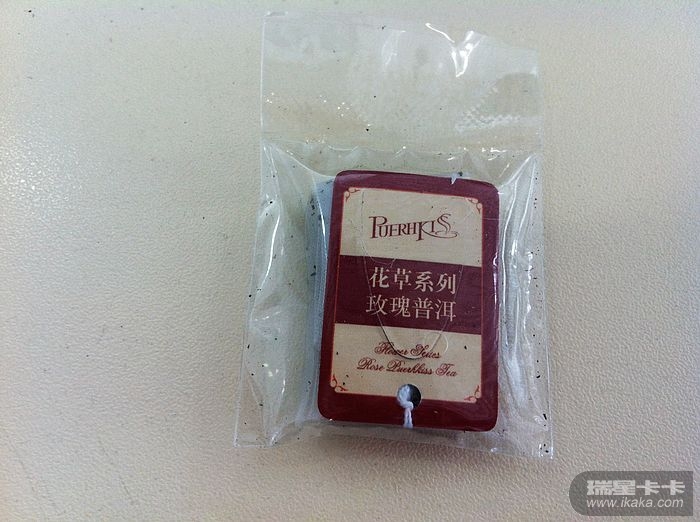 PUERHKISS
花草系列
玫瑰普洱
Flower Series
Rose Puerhkiss Tea
瑞星卡卡
www.ikaka.com